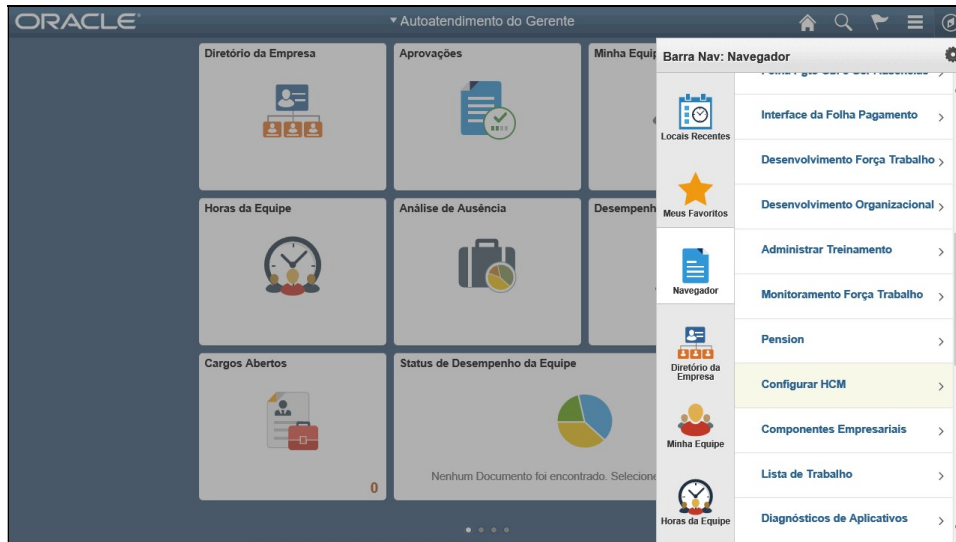 ORACLE
Autoatendimento do Gerente
Diretório da Empresa
Aprovações
Minha Equip
Horas da Equipe
Análise de Ausência
Desempenh
Cargos Abertos
0
Status de Desempenho da Equipe
Nenhum Documento foi encontrado. Selecione
Barra Nav: Navegador
Locais Recentes
Meus Favoritos
Navegador
Diretório da
Empresa
Minha Equipe
Horas da Equipe
Interface da Folha Pagamento
Desenvolvimento Força Trabalho
Desenvolvimento Organizacional
Administrar Treinamento
Monitoramento Força Trabalho
Pension
Configurar HCM
Componentes Empresariais
Lista de Trabalho
Diagnósticos de Aplicativos